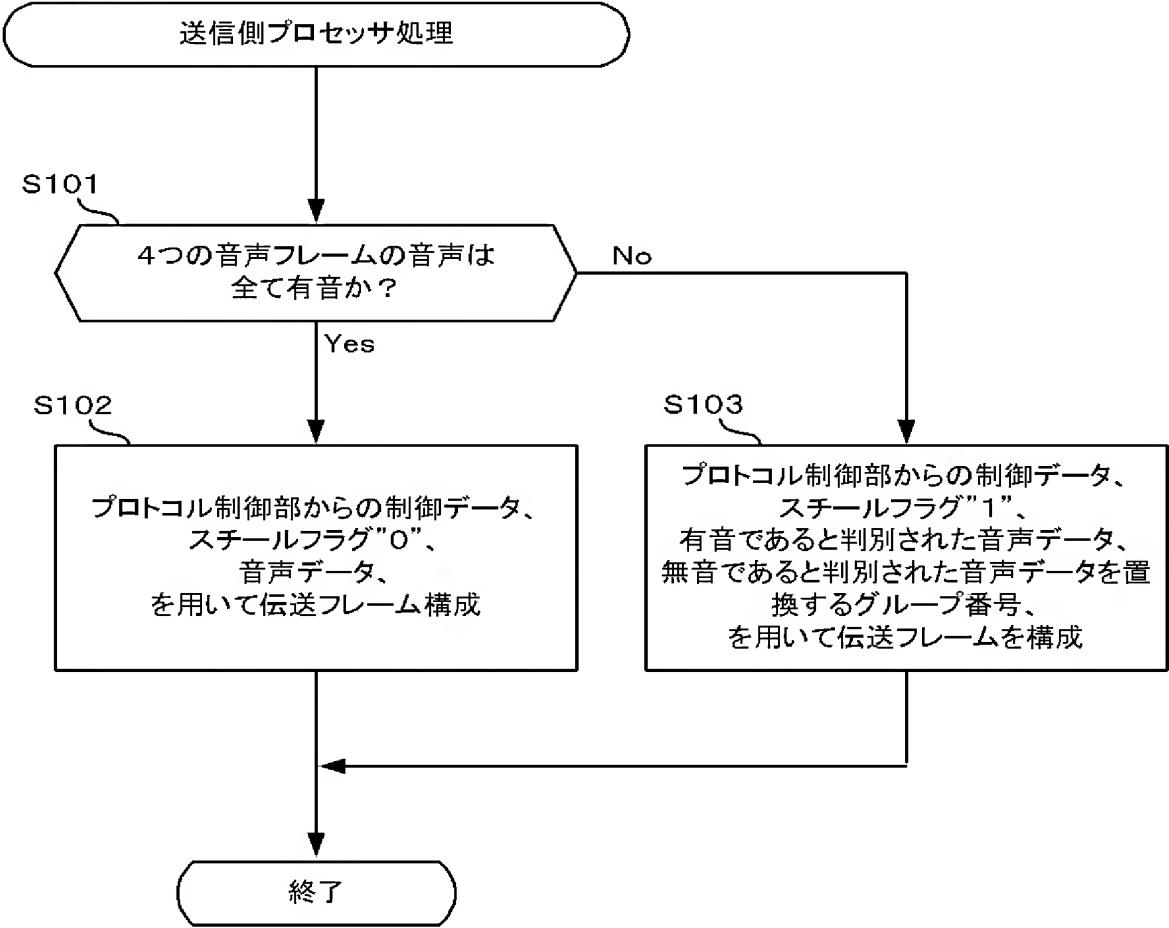 送信側プロセッサ処理
S101
4つの音声フレームの音声は
全て有音か？
No
Yes
S102
プロトコル制御部からの制御データ、
スチールフラグ”0”、
音声データ、
を用いて伝送フレーム構成
S103
プロトコル制御部からの制御データ、
スチールフラグ”1”、
有音であると判別された音声データ、
無音であると判別された音声データを置
換するグループ番号、
を用いて伝送フレームを構成
終了